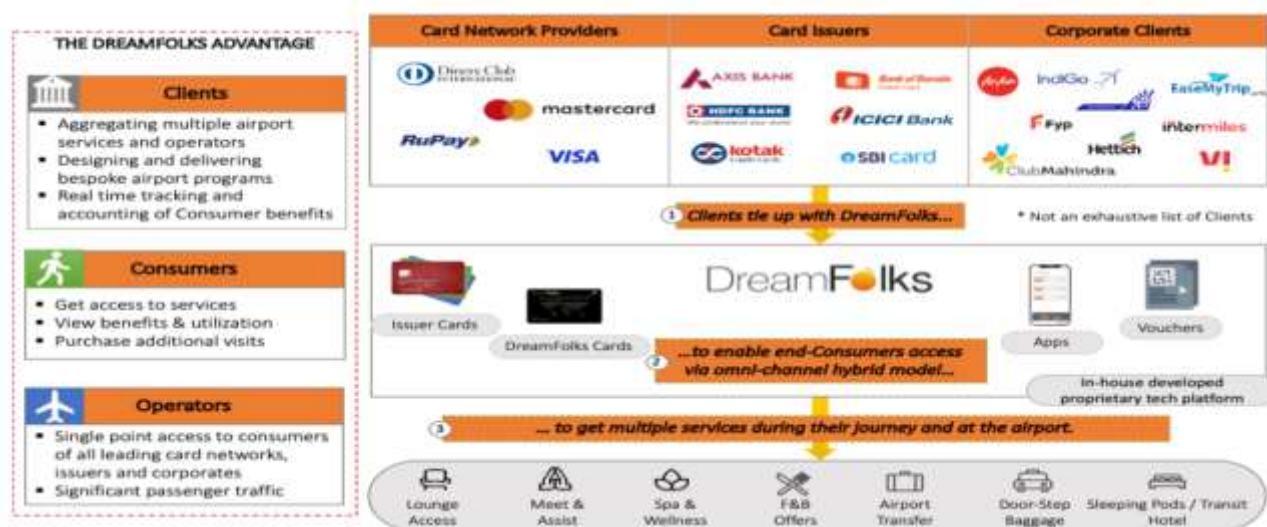 THE DREAMFOLKS ADVANTAGE
Clients
▪ Aggregating multiple airport
services and operators
▪ Designing and delivering
bespoke airport programs
▪ Real time tracking and
accounting of Consumer benefits
Consumers
▪ Get access to services
▪ View benefits & utilization
▪ Purchase additional visits
Operators
▪ Single point access to consumers
of all leading card networks,
issuers and corporates
▪ Significant passenger traffic
Card Network Providers
Diners Club
INTERNATIONAL
mastercard
RuPay
VISA
Card Issuers
AXIS BANK
Bank of Baroda
HDFC BANK
ICICI Bank
kotak
SBI card
Corporate Clients
IndiGo
EaseMyTrip
Fyp
intermiles
Hettich
ClubMahindra
V!
1 Clients tie up with DreamFolks...
* Not an exhaustive list of Clients
DreamFolks
Issuer Cards
DreamFolks Cards
Apps
Vouchers
2 ...to enable end-Consumers access
via omni-channel hybrid model...
In-house developed
proprietary tech platform
3 ... to get multiple services during their journey and at the airport.
Lounge
Access
Meet &
Assist
Spa &
Wellness
F&B
Offers
Airport
Transfer
Door-Step
Baggage
Sleeping Pods / Transit
Hotel